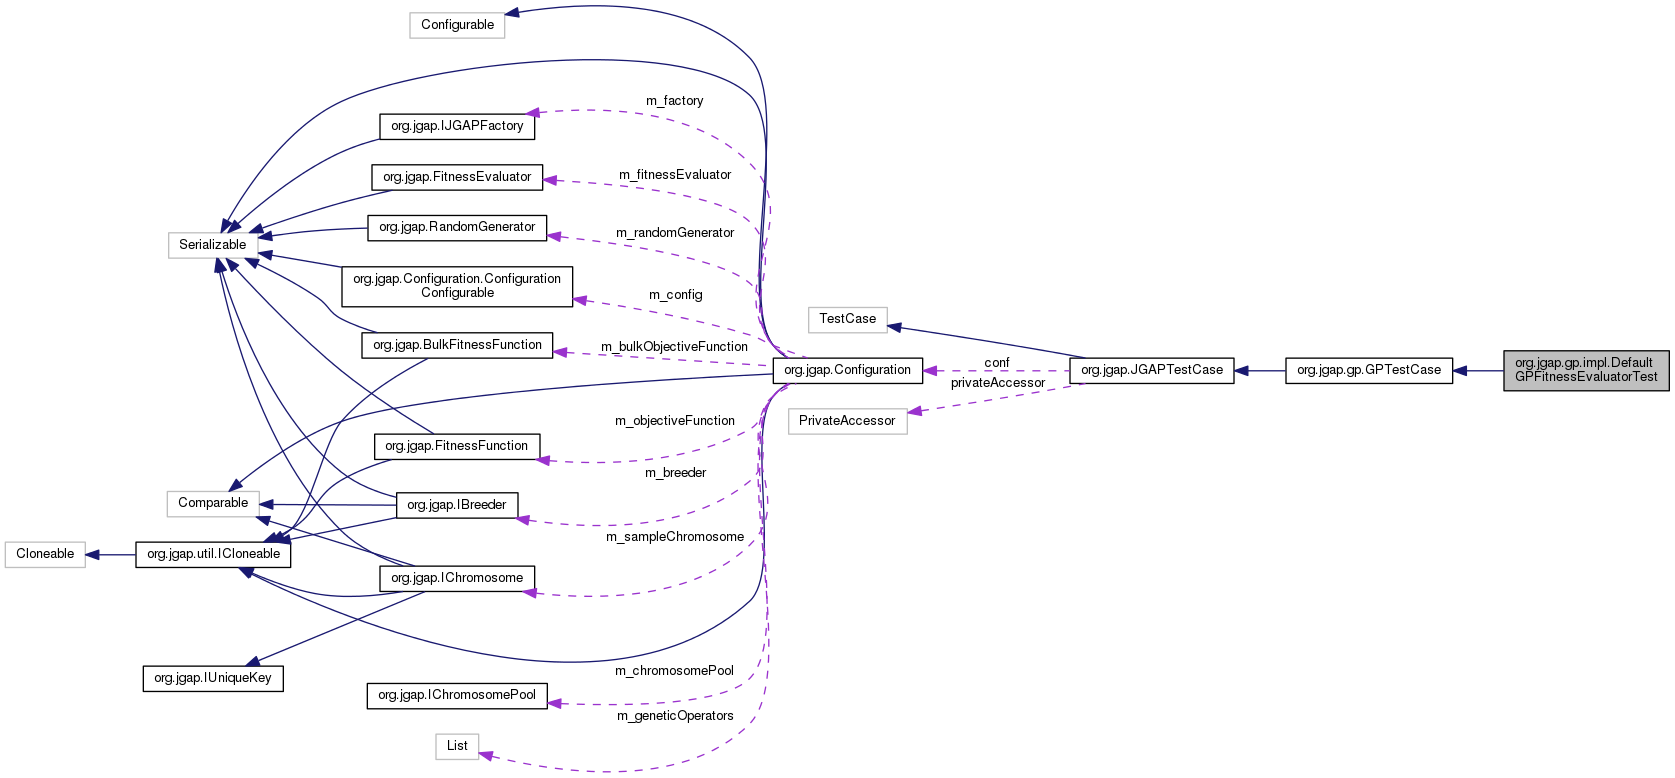 Configurable
m_factory
org.jgap.IJGAPFactory
m_fitnessEvaluator
org.jgap.FitnessEvaluator
m_randomGenerator
org.jgap.RandomGenerator
Serializable
org.jgap.Configuration.Configuration
Configurable
m_config
TestCase
org.jgap.BulkFitnessFunction
m_bulkObjectiveFunction
org.jgap.Configuration
conf
privateAccessor
org.jgap.JGAPTestCase
org.jgap.gp.GPTestCase
org.jgap.gp.impl.Default
GPFitnessEvaluatorTest
PrivateAccessor
m_objectiveFunction
org.jgap.FitnessFunction
m_breeder
Comparable
org.jgap.IBreeder
m_sampleChromosome
Cloneable
org.jgap.util.ICloneable
org.jgap.IChromosome
org.jgap.IUniqueKey
m_chromosomePool
org.jgap.IChromosomePool
m_geneticOperators
List